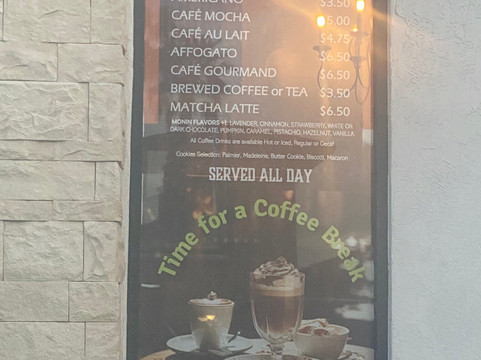 AMERICANO $3.50
CAFÉ MOCHA $5.00
CAFÉ AU LAIT $4.75
AFFOGATO $6.50
CAFÉ GOURMAND $6.50
BREWED COFFEE or TEA $3.50
MATCHA LATTE $6.50
MONIN FLAVORS +1: LAVENDER, CINNAMON, STRAWBERRY, WHITE OR
DARK CHOCOLATE, PUMPKIN, CARAMEL, PISTACHIO, HAZELNUT, VANILLA
All Coffee Drinks are available Hot or Iced, Regular or Decaf
Cookies Selection: Palmier, Madeleine, Butter Cookie, Biscotti, Macaron
SERVED ALL DAY
Time for a Coffee Break